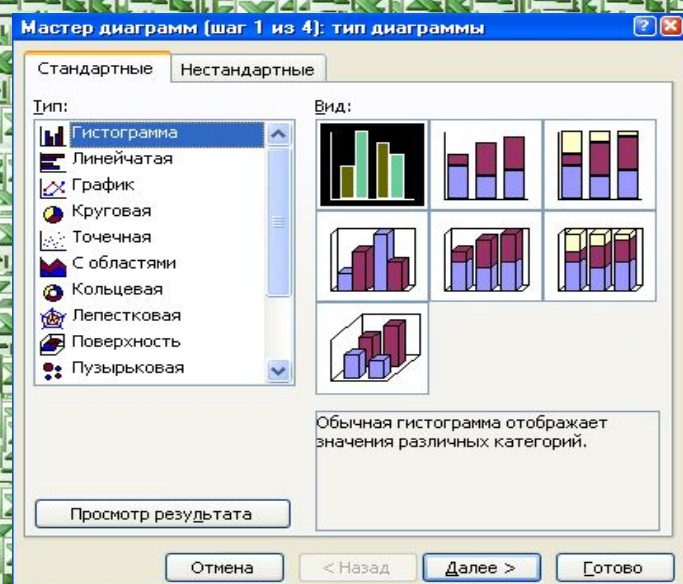 Мастер диаграмм (шаг 1 из 4): тип диаграммы
Стандартные Нестандартные
Тип:
Гистограмма
Линейчатая
График
Круговая
Точечная
С областями
Кольцевая
Лепестковая
Поверхность
Пузырьковая
Вид:
Обычная гистограмма отображает
значения различных категорий.
Просмотр результата
Отмена < Назад Далее > Готово